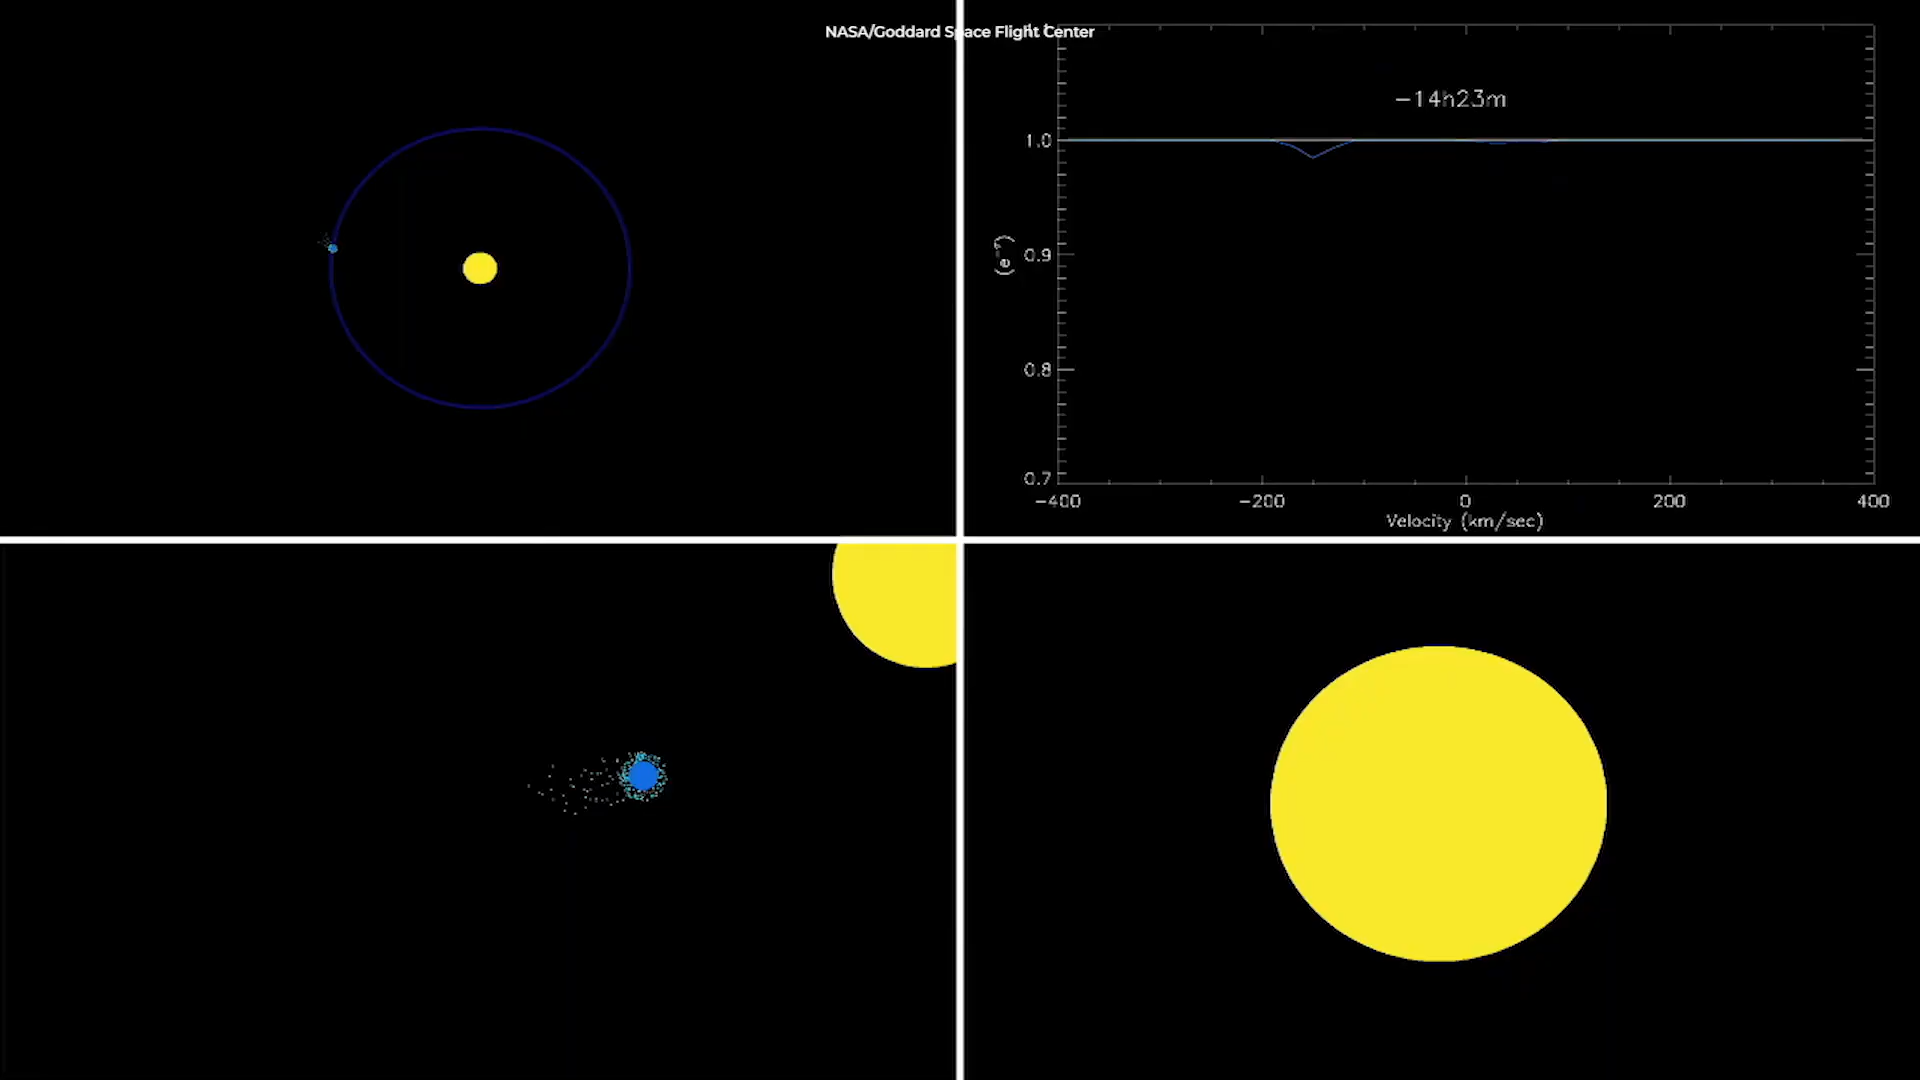 NASA/Goddard Space Flight Center
−14h23m
1.0
0.9
0.8
0.7
(e⁻ᵀ)
−400 −200 0 200 400
Velocity (km/sec)